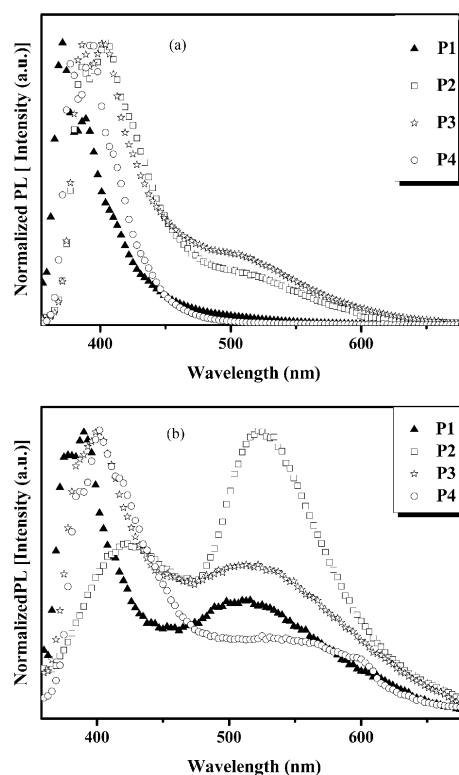 (a)
P1
P2
P3
P4
Normalized PL [ Intensity (a.u.)]
400
500
600
Wavelength (nm)
(b)
P1
P2
P3
P4
NormalizedPL [Intensity (a.u.)]
400
500
600
Wavelength (nm)